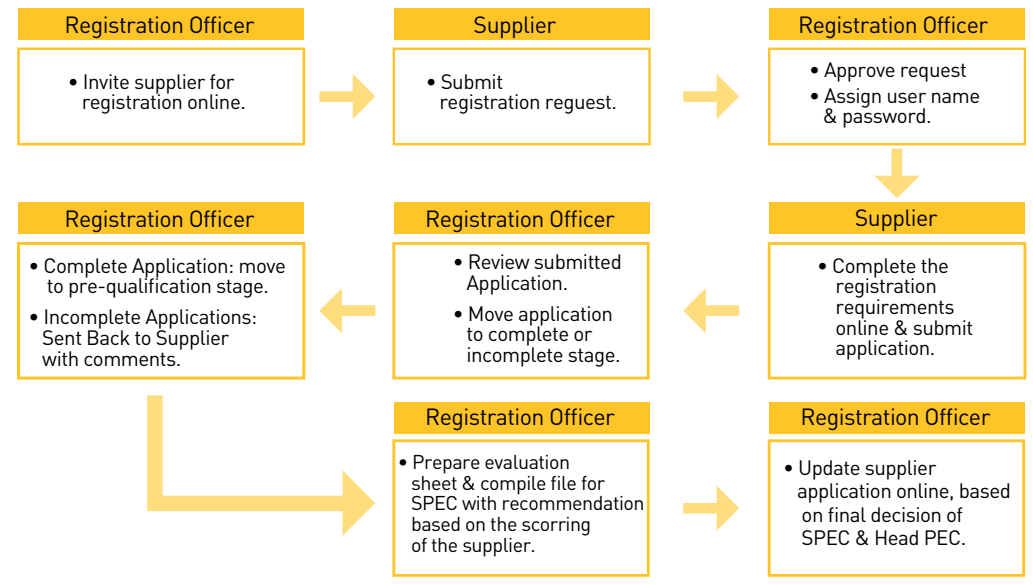 Registration Officer
• Invite supplier for
registration online.
Supplier
• Submit
registration reguest.
Registration Officer
• Approve request
• Assign user name
& password.
Supplier
• Complete the
registration
requirements
online & submit
application.
Registration Officer
• Review submitted
Application.
• Move application
to complete or
incomplete stage.
Registration Officer
• Complete Application: move
to pre-qualification stage.
• Incomplete Applications:
Sent Back to Supplier
with comments.
Registration Officer
• Prepare evaluation
sheet & compile file for
SPEC with recommendation
based on the scorring
of the supplier.
Registration Officer
• Update supplier
application online, based
on final decision of
SPEC & Head PEC.